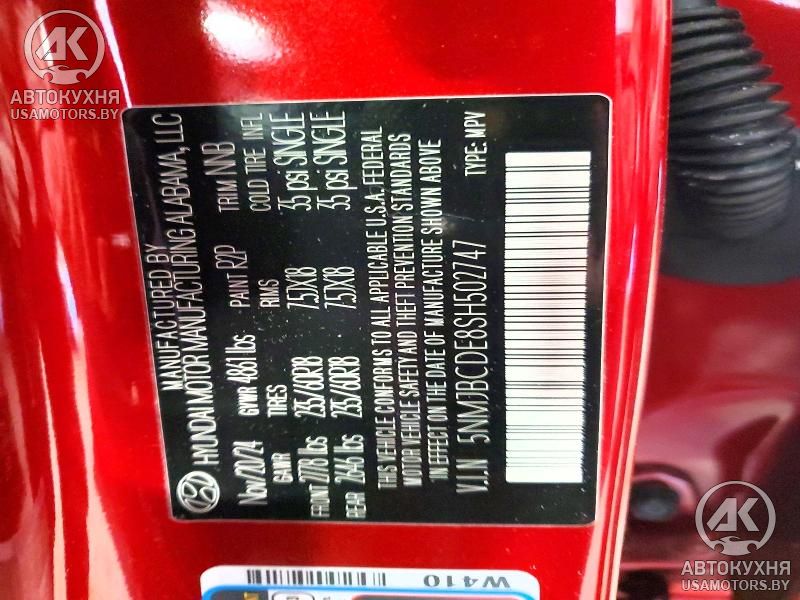 АВТОКУХНЯ
USAMOTORS.BY
MANUFACTURED BY
HYUNDAI MOTOR MANUFACTURING ALABAMA, LLC
Nov/20/24 GVWR 4861 lbs PAINT R2P TRIM NNB
GAWR TIRES RIMS COLD TIRE INFL
FRONT 2778 lbs 235/60R18 7.5JX18 35 psi SINGLE
REAR 2646 lbs 235/60R18 7.5JX18 35 psi SINGLE
THIS VEHICLE CONFORMS TO ALL APPLICABLE U.S.A. FEDERAL
MOTOR VEHICLE SAFETY AND THEFT PREVENTION STANDARDS
IN EFFECT ON THE DATE OF MANUFACTURE SHOWN ABOVE
V.I.N 5NMJBCDE8SH502747 TYPE: MPV
W410
АВТОКУХНЯ
USAMOTORS.BY